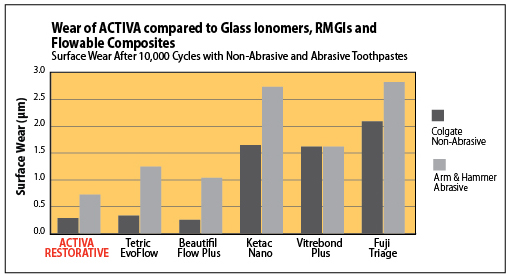 Wear of ACTIVA compared to Glass Ionomers, RMGIs and
Flowable Composites
Surface Wear After 10,000 Cycles with Non-Abrasive and Abrasive Toothpastes
Surface Wear (μm)
3.0
2.5
2.0
1.5
1.0
0.5
0.0
ACTIVA
RESTORATIVE
Tetric
EvoFlow
Beautifil
Flow Plus
Ketac
Nano
Vitrebond
Plus
Fuji
Triage
Colgate
Non-Abrasive
Arm & Hammer
Abrasive